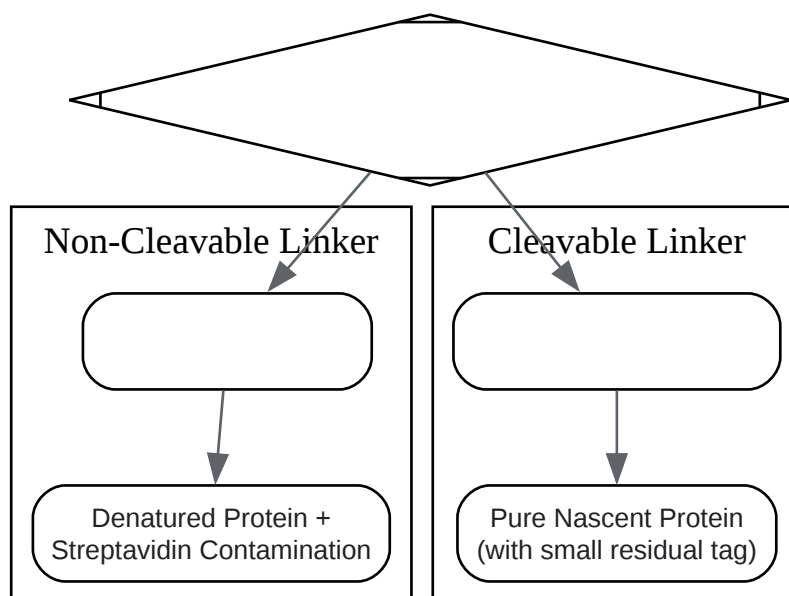 Non-Cleavable Linker
Cleavable Linker
Denatured Protein +
Streptavidin Contamination
Pure Nascent Protein
(with small residual tag)